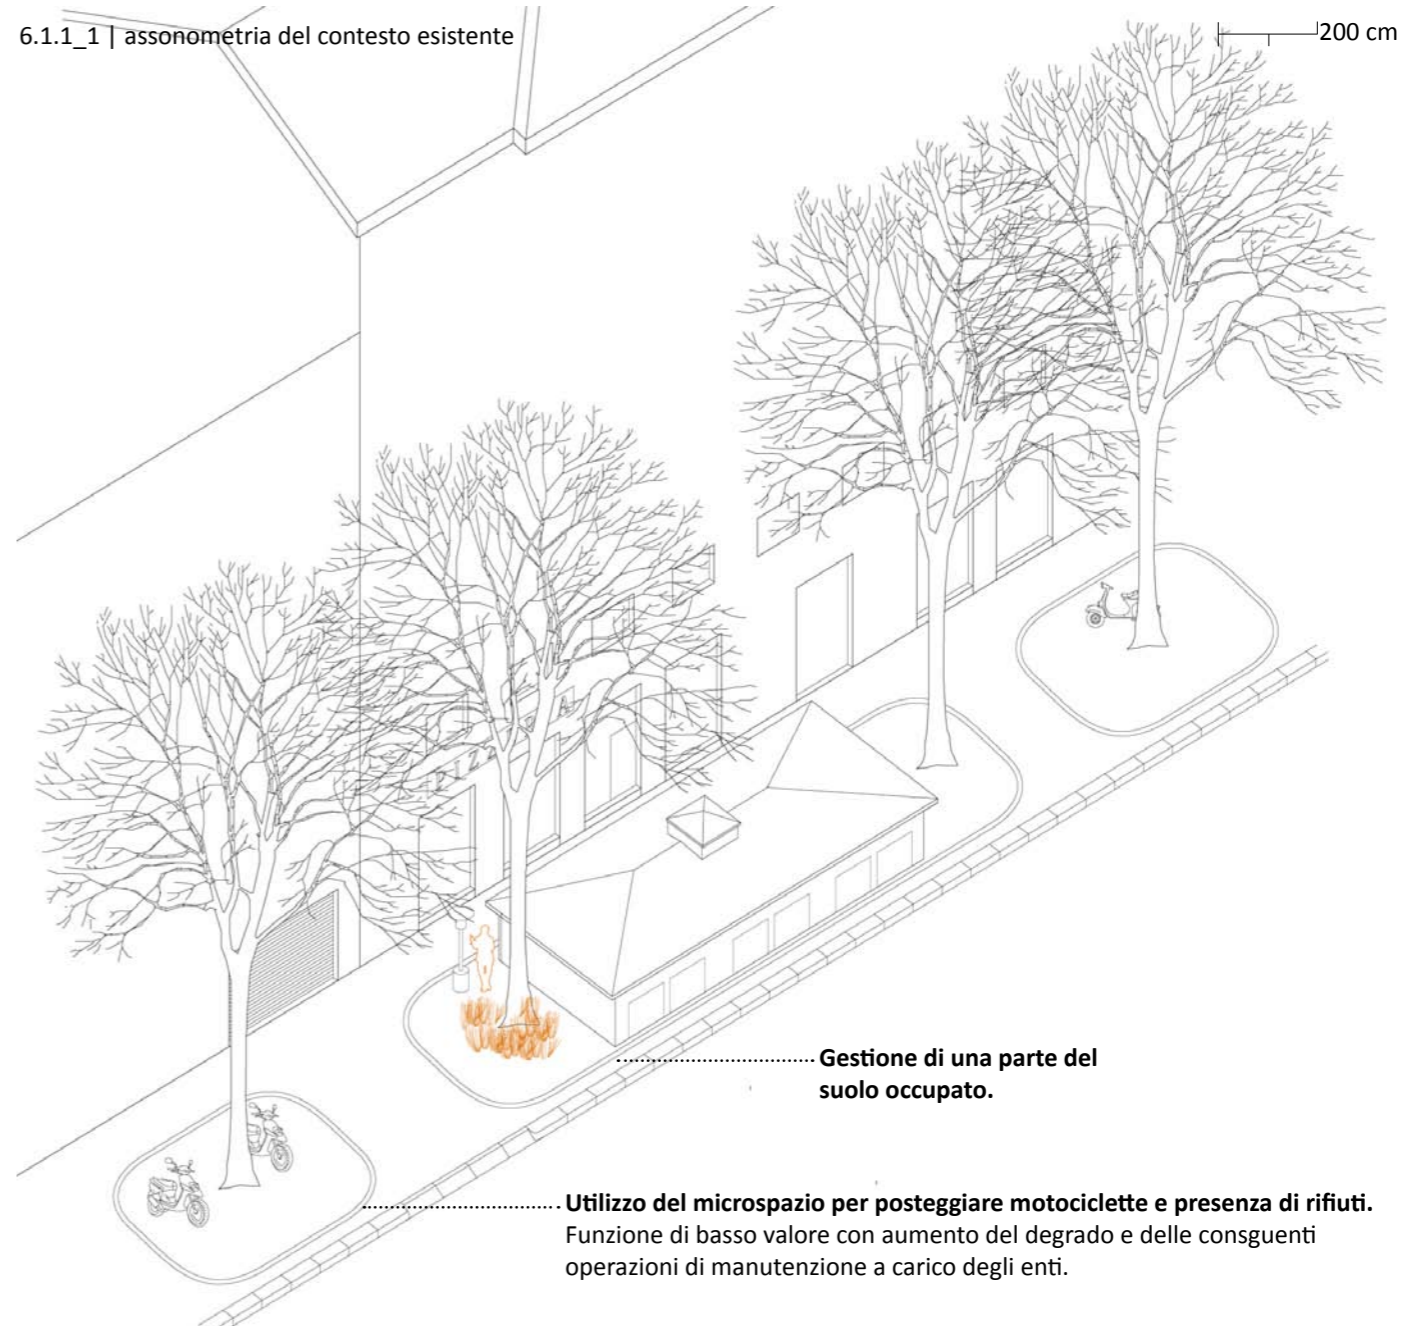 6.1.1_1 | assonometria del contesto esistente
200 cm
Gestione di una parte del
suolo occupato.
Utilizzo del microspazio per posteggiare motociclette e presenza di rifiuti.
Funzione di basso valore con aumento del degrado e delle consguenti
operazioni di manutenzione a carico degli enti.